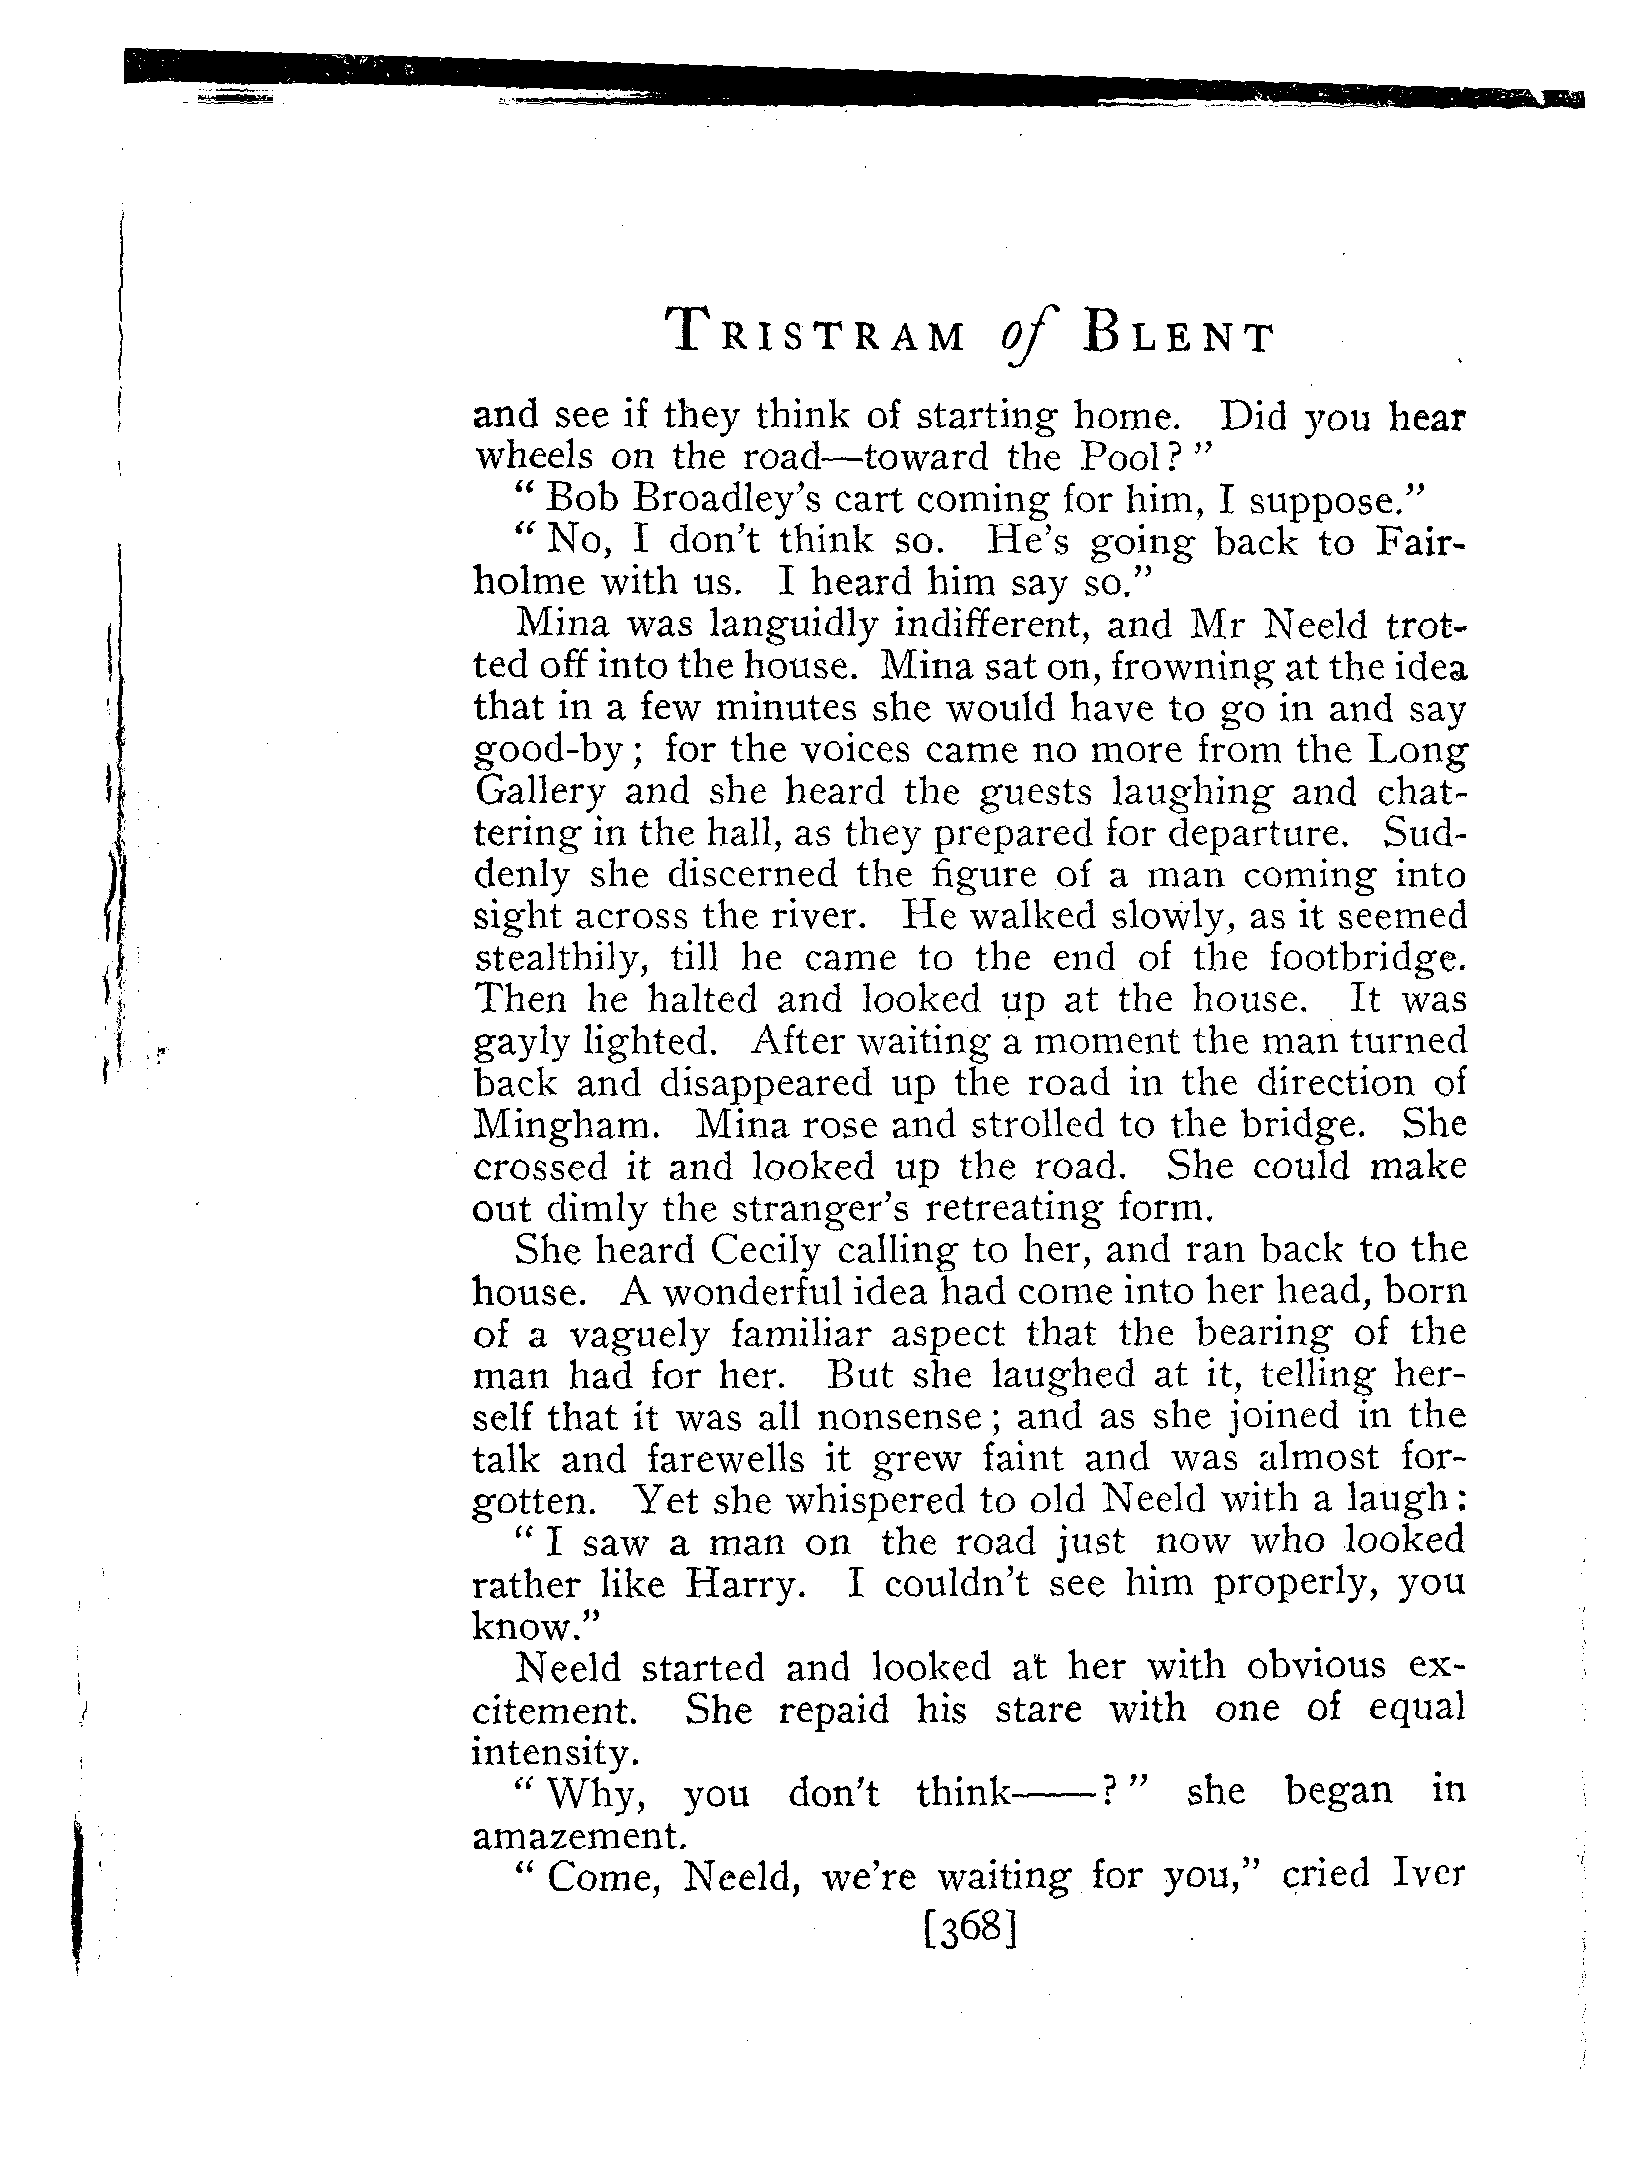 TRISTRAM of BLENT
and see if they think of starting home. Did you hear
wheels on the road—toward the Pool?"
"Bob Broadley's cart coming for him, I suppose."
"No, I don't think so. He's going back to Fair-
holme with us. I heard him say so."
Mina was languidly indifferent, and Mr Neeld trot-
ted off into the house. Mina sat on, frowning at the idea
that in a few minutes she would have to go in and say
good-by; for the voices came no more from the Long
Gallery and she heard the guests laughing and chat-
tering in the hall, as they prepared for departure. Sud-
denly she discerned the figure of a man coming into
sight across the river. He walked slowly, as it seemed
stealthily, till he came to the end of the footbridge.
Then he halted and looked up at the house. It was
gayly lighted. After waiting a moment the man turned
back and disappeared up the road in the direction of
Mingham. Mina rose and strolled to the bridge. She
crossed it and looked up the road. She could make
out dimly the stranger's retreating form.
She heard Cecily calling to her, and ran back to the
house. A wonderful idea had come into her head, born
of a vaguely familiar aspect that the bearing of the
man had for her. But she laughed at it, telling her-
self that it was all nonsense; and as she joined in the
talk and farewells it grew faint and was almost for-
gotten. Yet she whispered to old Neeld with a laugh:
"I saw a man on the road just now who looked
rather like Harry. I couldn't see him properly, you
know."
Neeld started and looked at her with obvious ex-
citement. She repaid his stare with one of equal
intensity.
"Why, you don't think——?" she began in
amazement.
"Come, Neeld, we're waiting for you," cried Iver
[368]